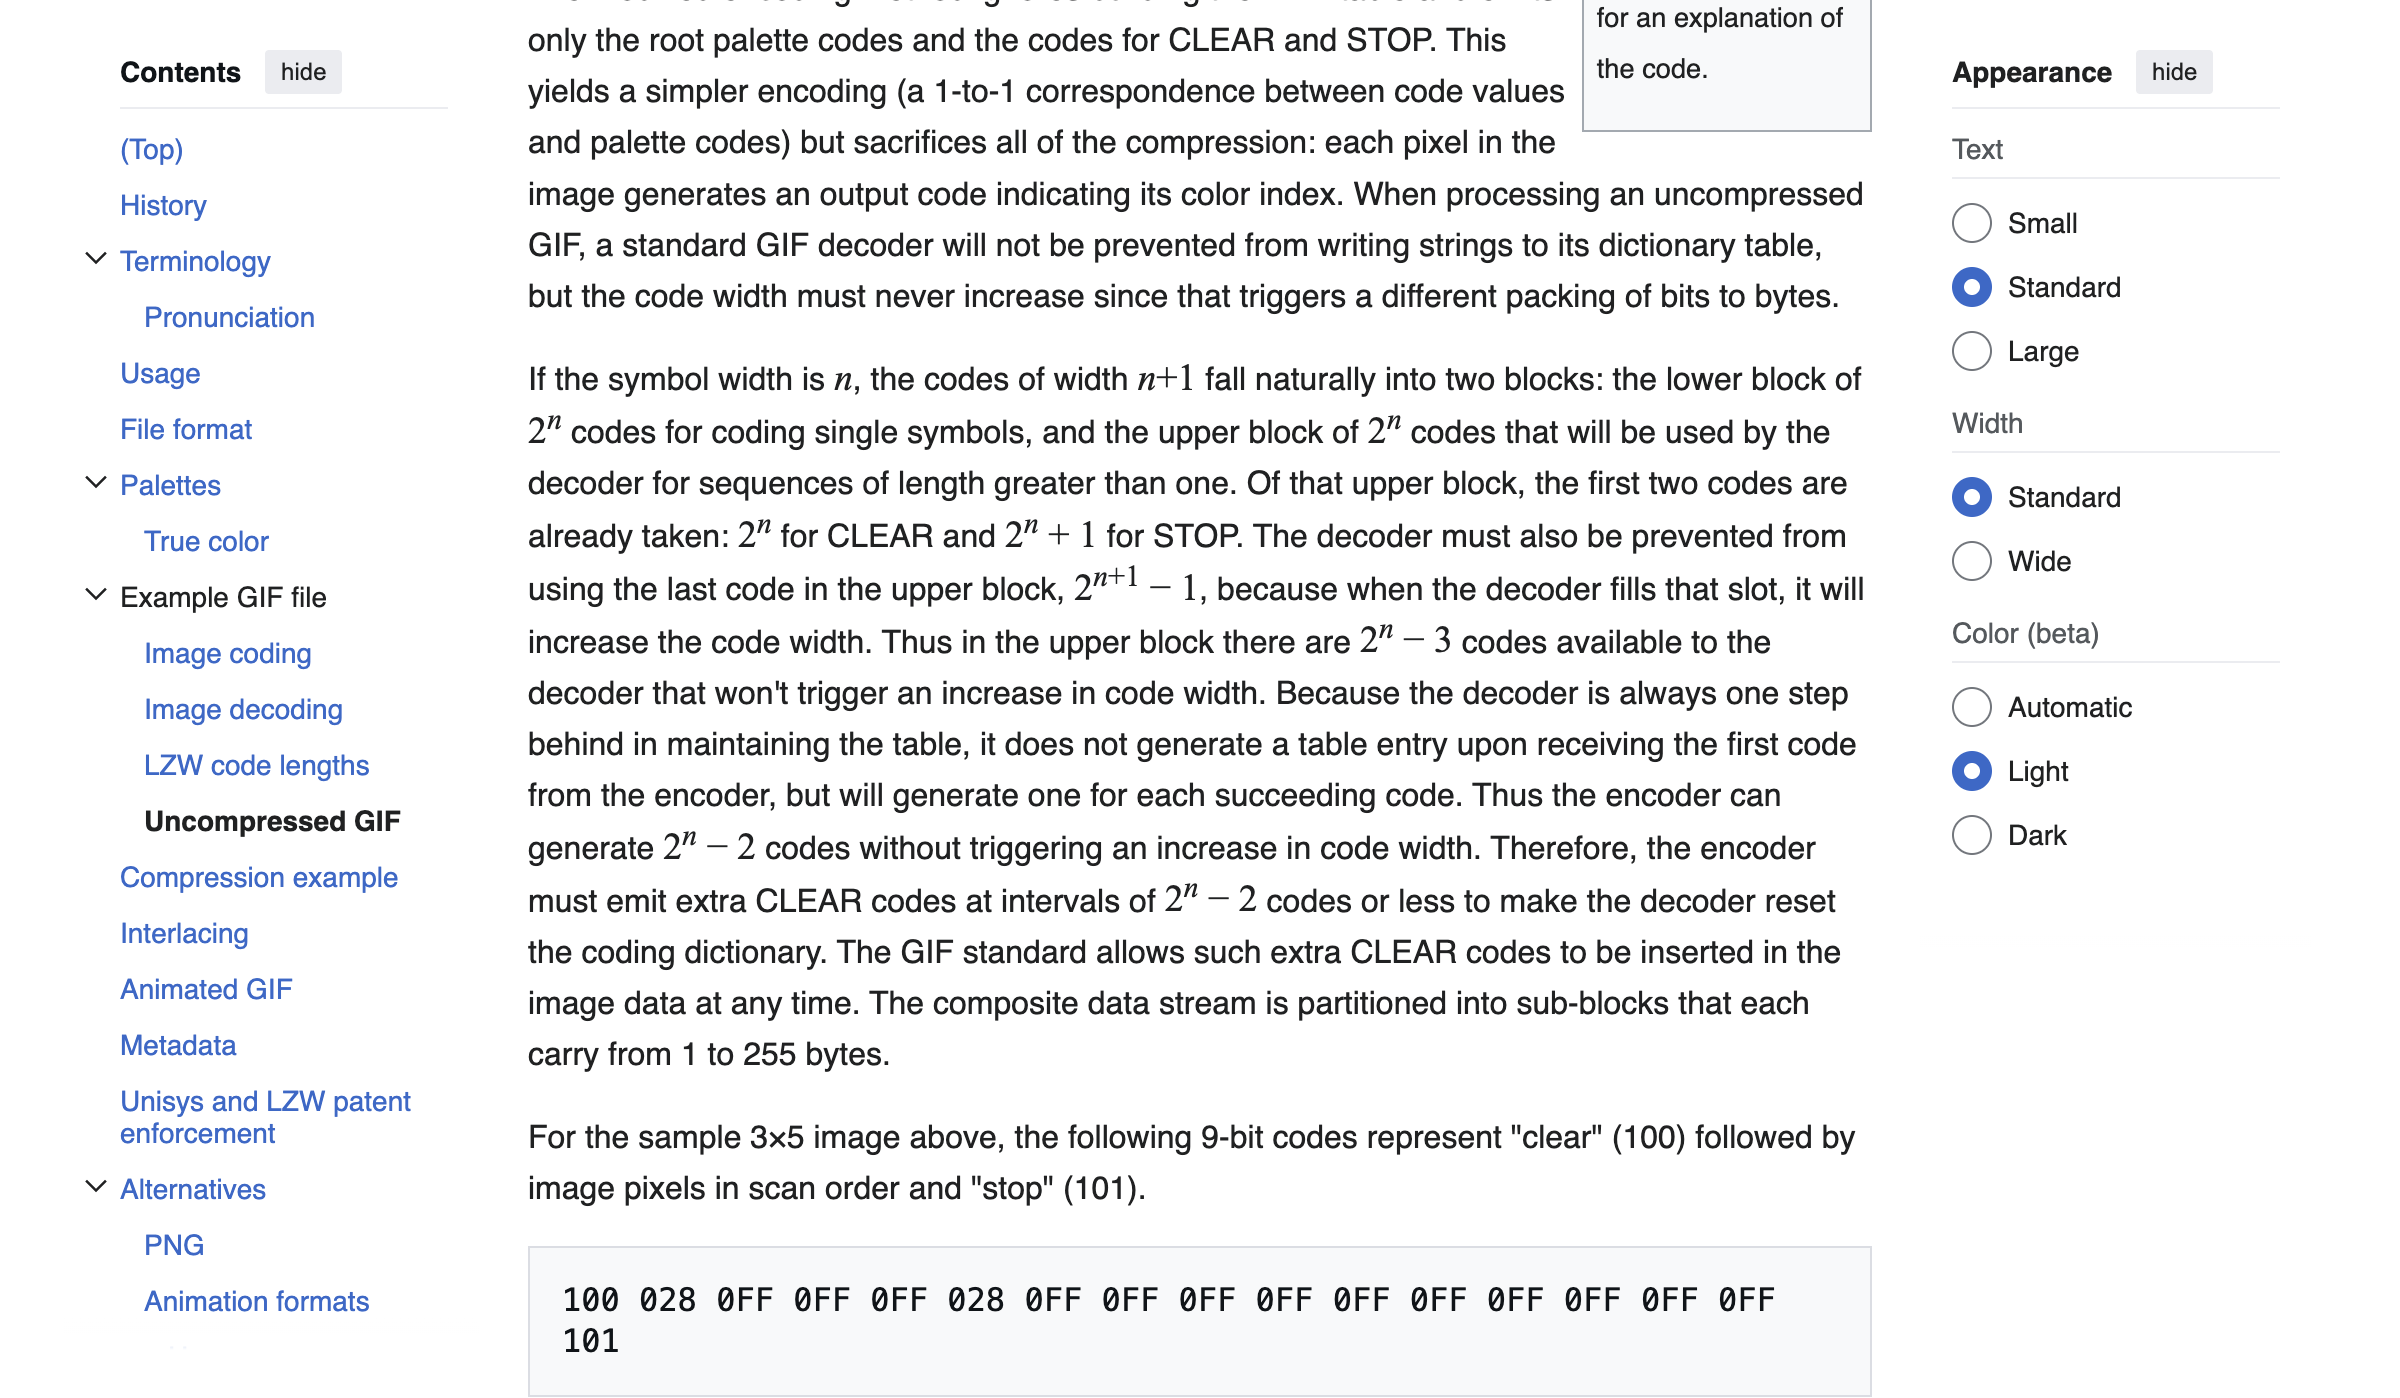 Contents hide
(Top)
History
Terminology
Pronunciation
Usage
File format
Palettes
True color
Example GIF file
Image coding
Image decoding
LZW code lengths
Uncompressed GIF
Compression example
Interlacing
Animated GIF
Metadata
Unisys and LZW patent
enforcement
Alternatives
PNG
Animation formats
only the root palette codes and the codes for CLEAR and STOP. This
yields a simpler encoding (a 1-to-1 correspondence between code values
and palette codes) but sacrifices all of the compression: each pixel in the
image generates an output code indicating its color index. When processing an uncompressed
GIF, a standard GIF decoder will not be prevented from writing strings to its dictionary table,
but the code width must never increase since that triggers a different packing of bits to bytes.
If the symbol width is n, the codes of width n+1 fall naturally into two blocks: the lower block of
2ⁿ codes for coding single symbols, and the upper block of 2ⁿ codes that will be used by the
decoder for sequences of length greater than one. Of that upper block, the first two codes are
already taken: 2ⁿ for CLEAR and 2ⁿ + 1 for STOP. The decoder must also be prevented from
using the last code in the upper block, 2ⁿ⁺¹ − 1, because when the decoder fills that slot, it will
increase the code width. Thus in the upper block there are 2ⁿ − 3 codes available to the
decoder that won't trigger an increase in code width. Because the decoder is always one step
behind in maintaining the table, it does not generate a table entry upon receiving the first code
from the encoder, but will generate one for each succeeding code. Thus the encoder can
generate 2ⁿ − 2 codes without triggering an increase in code width. Therefore, the encoder
must emit extra CLEAR codes at intervals of 2ⁿ − 2 codes or less to make the decoder reset
the coding dictionary. The GIF standard allows such extra CLEAR codes to be inserted in the
image data at any time. The composite data stream is partitioned into sub-blocks that each
carry from 1 to 255 bytes.
For the sample 3×5 image above, the following 9-bit codes represent "clear" (100) followed by
image pixels in scan order and "stop" (101).
100 028 0FF 0FF 0FF 028 0FF 0FF 0FF 0FF 0FF 0FF 0FF 0FF 0FF 0FF
101
for an explanation of
the code.
Appearance hide
Text
Small
Standard
Large
Width
Standard
Wide
Color (beta)
Automatic
Light
Dark